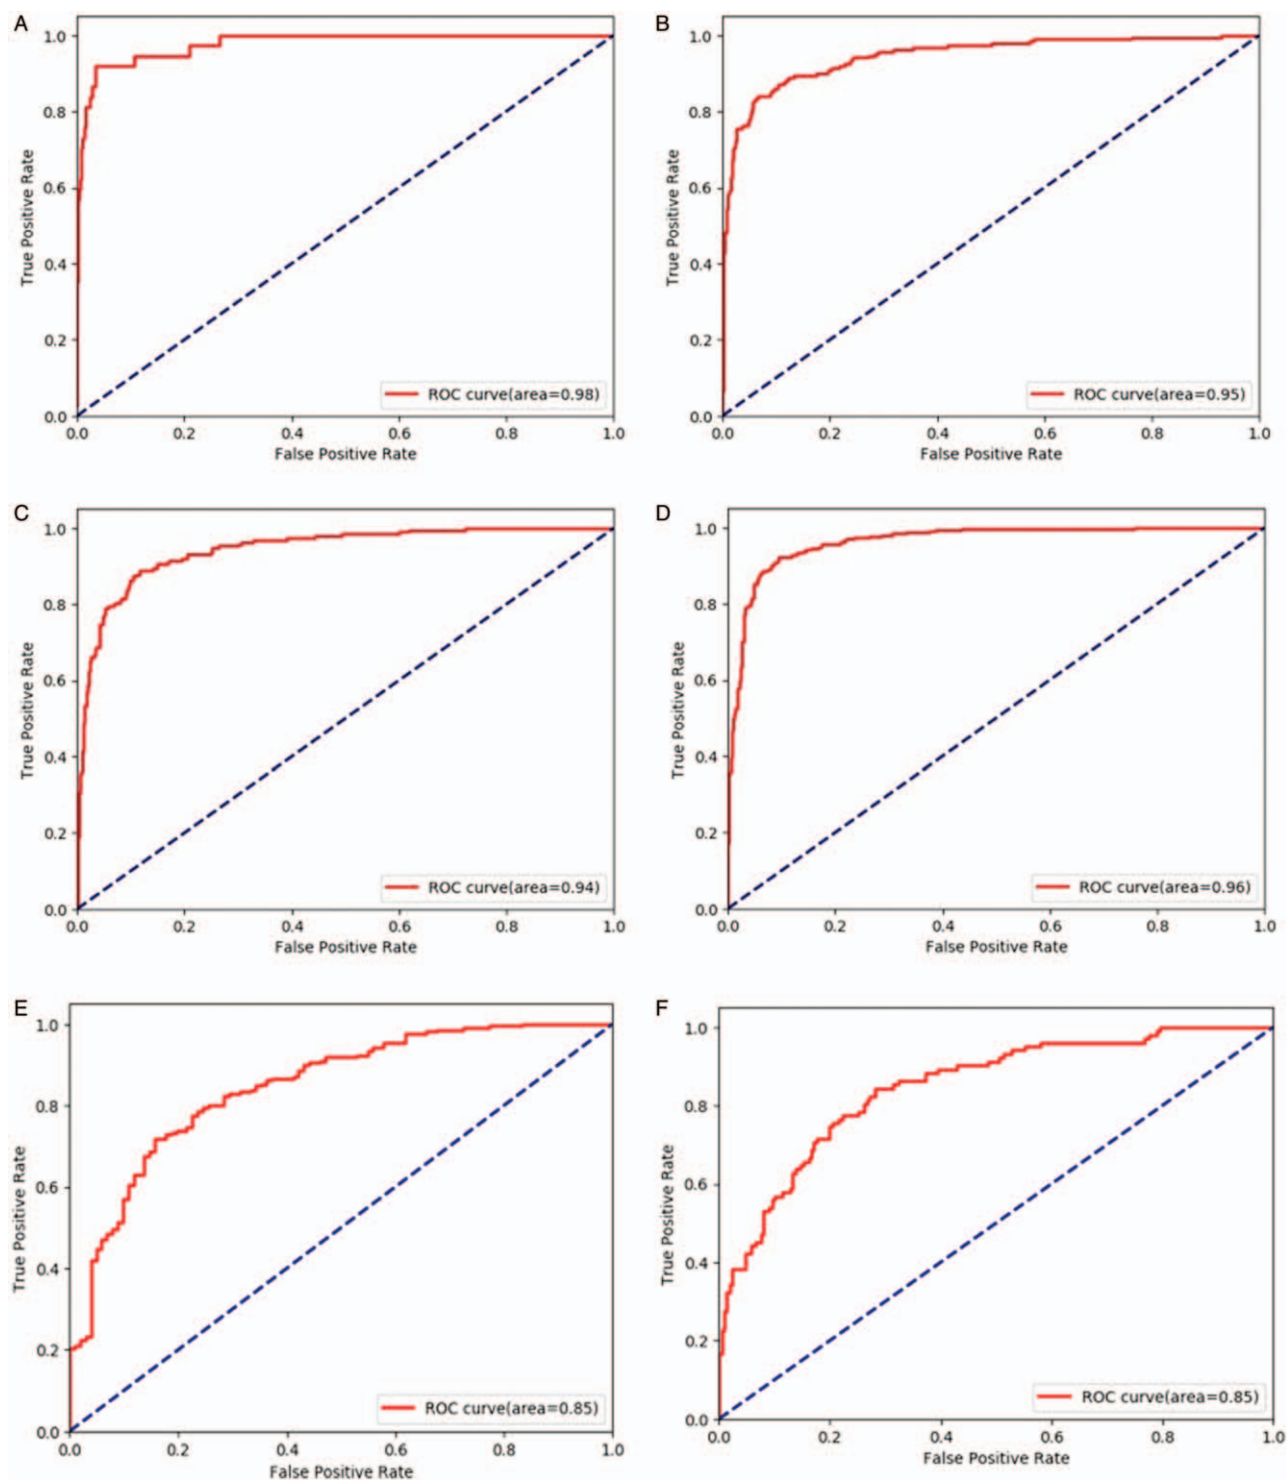 A
1.0
0.8
0.6
0.4
0.2
0.0
True Positive Rate
ROC curve(area=0.98)
0.0 0.2 0.4 0.6 0.8 1.0
False Positive Rate
B
1.0
0.8
0.6
0.4
0.2
0.0
True Positive Rate
ROC curve(area=0.95)
0.0 0.2 0.4 0.6 0.8 1.0
False Positive Rate
C
1.0
0.8
0.6
0.4
0.2
0.0
True Positive Rate
ROC curve(area=0.94)
0.0 0.2 0.4 0.6 0.8 1.0
False Positive Rate
D
1.0
0.8
0.6
0.4
0.2
0.0
True Positive Rate
ROC curve(area=0.96)
0.0 0.2 0.4 0.6 0.8 1.0
False Positive Rate
E
1.0
0.8
0.6
0.4
0.2
0.0
True Positive Rate
ROC curve(area=0.85)
0.0 0.2 0.4 0.6 0.8 1.0
False Positive Rate
F
1.0
0.8
0.6
0.4
0.2
0.0
True Positive Rate
ROC curve(area=0.85)
0.0 0.2 0.4 0.6 0.8 1.0
False Positive Rate